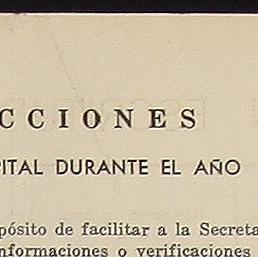 CCIONES
PITAL DURANTE EL AÑO
pósito de facilitar a la Secreta
nformaciones o verificaciones